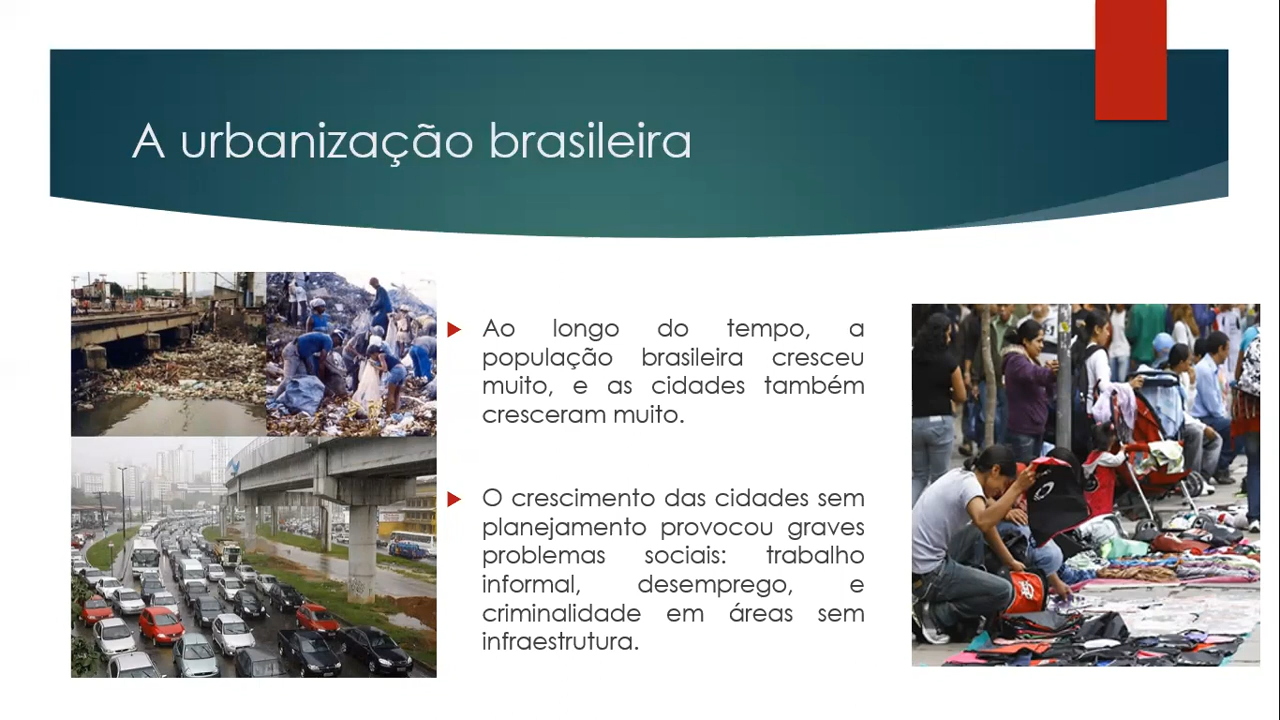 A urbanização brasileira
Ao longo do tempo, a
população brasileira cresceu
muito, e as cidades também
cresceram muito.
O crescimento das cidades sem
planejamento provocou graves
problemas sociais: trabalho
informal, desemprego, e
criminalidade em áreas sem
infraestrutura.